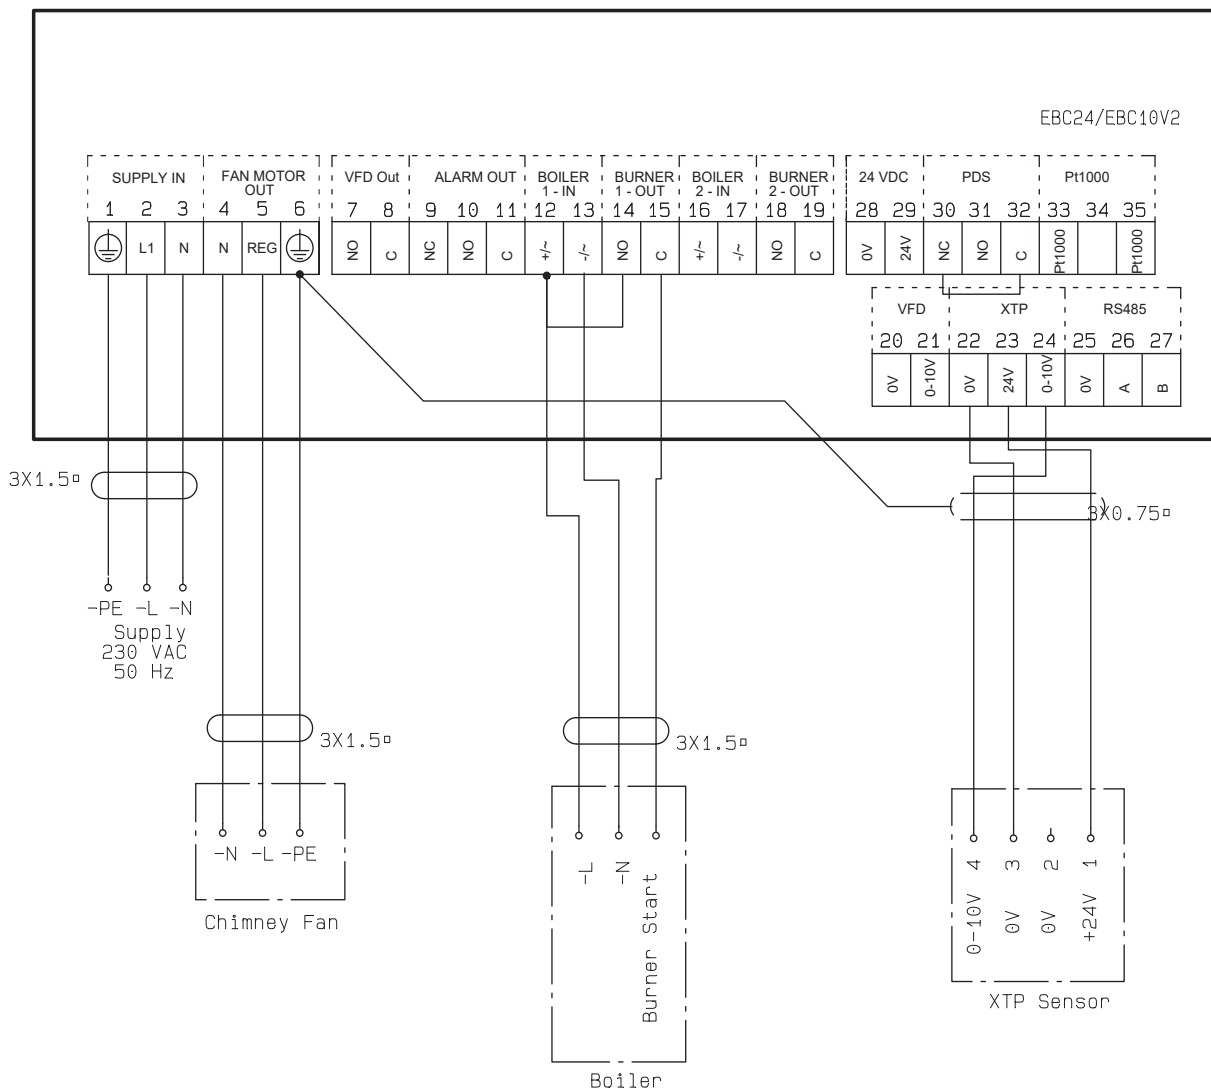 EBC24/EBC10V2
SUPPLY IN
FAN MOTOR
OUT
VFD Out
ALARM OUT
BOILER
1 - IN
BURNER
1 - OUT
BOILER
2 - IN
BURNER
2 - OUT
24 VDC
PDS
Pt1000
1 2 3 4 5 6 7 8 9 10 11 12 13 14 15 16 17 18 19 28 29 30 31 32 33 34 35
L1 N N REG NO C NC NO C +/~ -/~ NO C +/~ -/~ NO C 0V 24V NC NO C Pt1000 Pt1000
VFD
XTP
RS485
20 21 22 23 24 25 26 27
0V 0-10V 0V 24V 0-10V 0V A B
3X1.5▫
3X0.75▫
-PE -L -N
Supply
230 VAC
50 Hz
3X1.5▫
3X1.5▫
-N -L -PE
Chimney Fan
-L
-N
Burner Start
Boiler
4 3 2 1
0-10V 0V 0V +24V
XTP Sensor